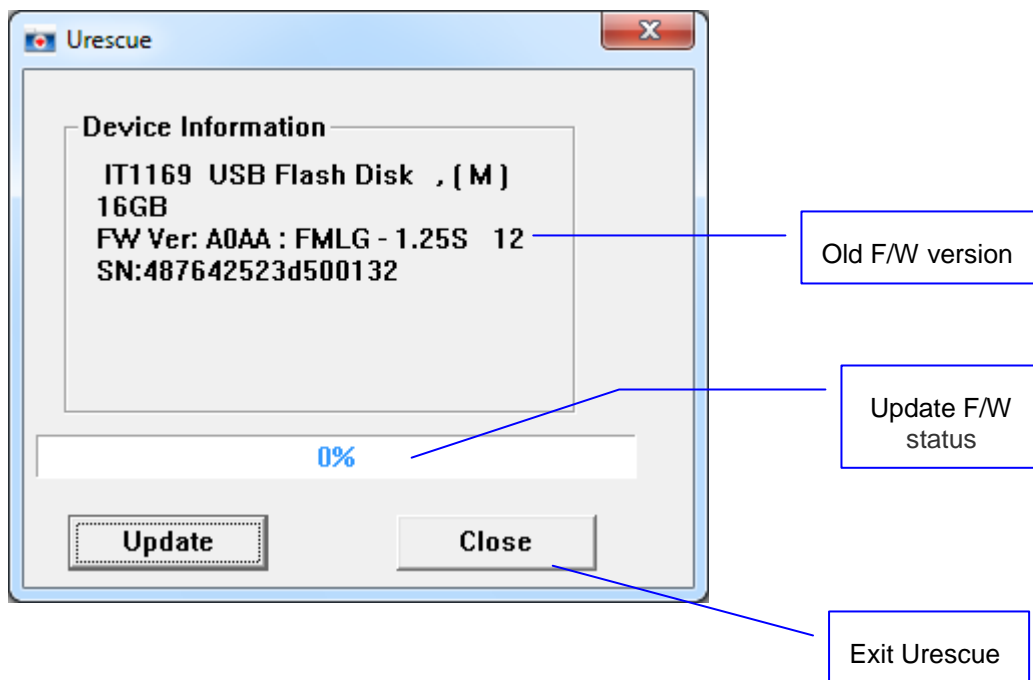 Urescue
Device Information
IT1169 USB Flash Disk , ( M )
16GB
FW Ver: A0AA : FMLG - 1.25S 12
SN:487642523d500132
Old F/W version
Update F/W
status
0%
Update
Close
Exit Urescue